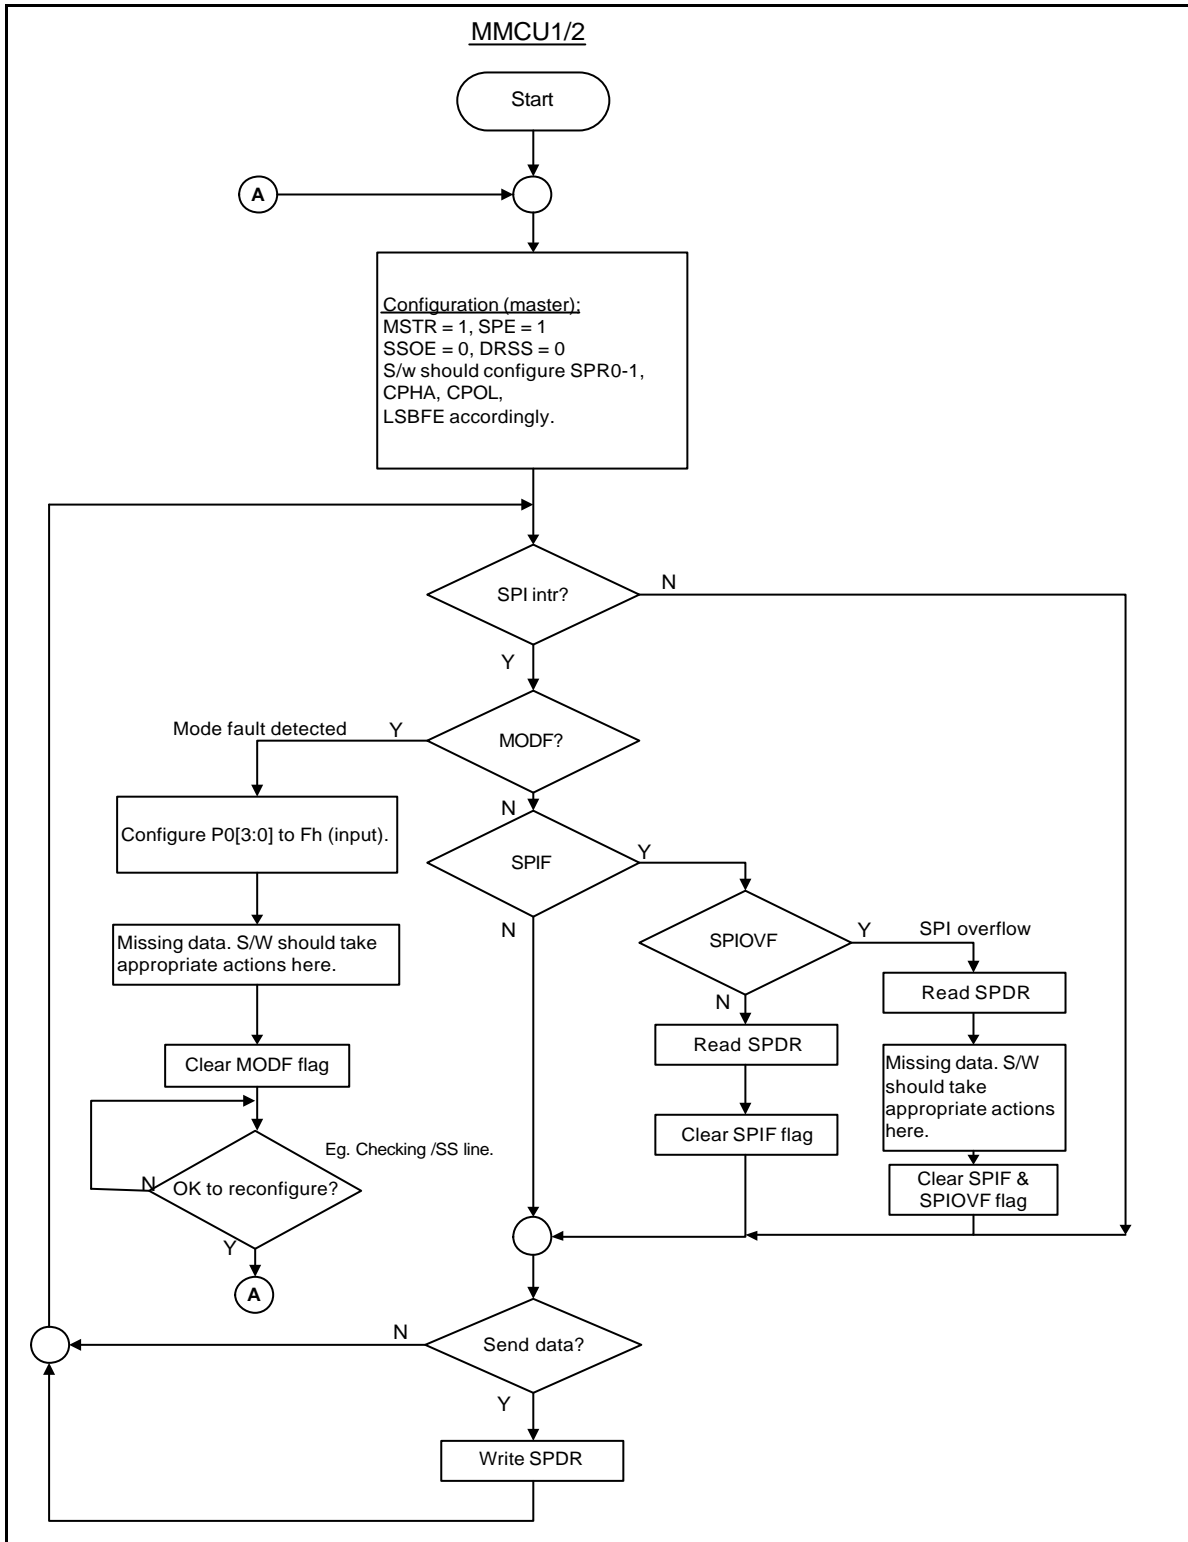 MMCU1/2
Start
A
Configuration (master);
MSTR = 1, SPE = 1
SSOE = 0, DRSS = 0
S/w should configure SPR0-1,
CPHA, CPOL,
LSBFE accordingly.
SPI intr?
N
Y
Mode fault detected
Y
MODF?
N
Configure P0[3:0] to Fh (input).
SPIF
Y
N
SPIOVF
Y
SPI overflow
N
Missing data. S/W should take
appropriate actions here.
Read SPDR
Read SPDR
Clear MODF flag
Missing data. S/W
should take
appropriate actions
here.
Clear SPIF flag
Eg. Checking /SS line.
N
OK to reconfigure?
Clear SPIF &
SPIOVF flag
Y
A
N
Send data?
Y
Write SPDR